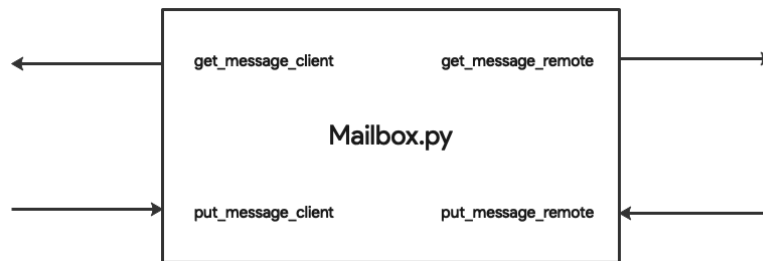 get_message_client
get_message_remote
Mailbox.py
put_message_client
put_message_remote